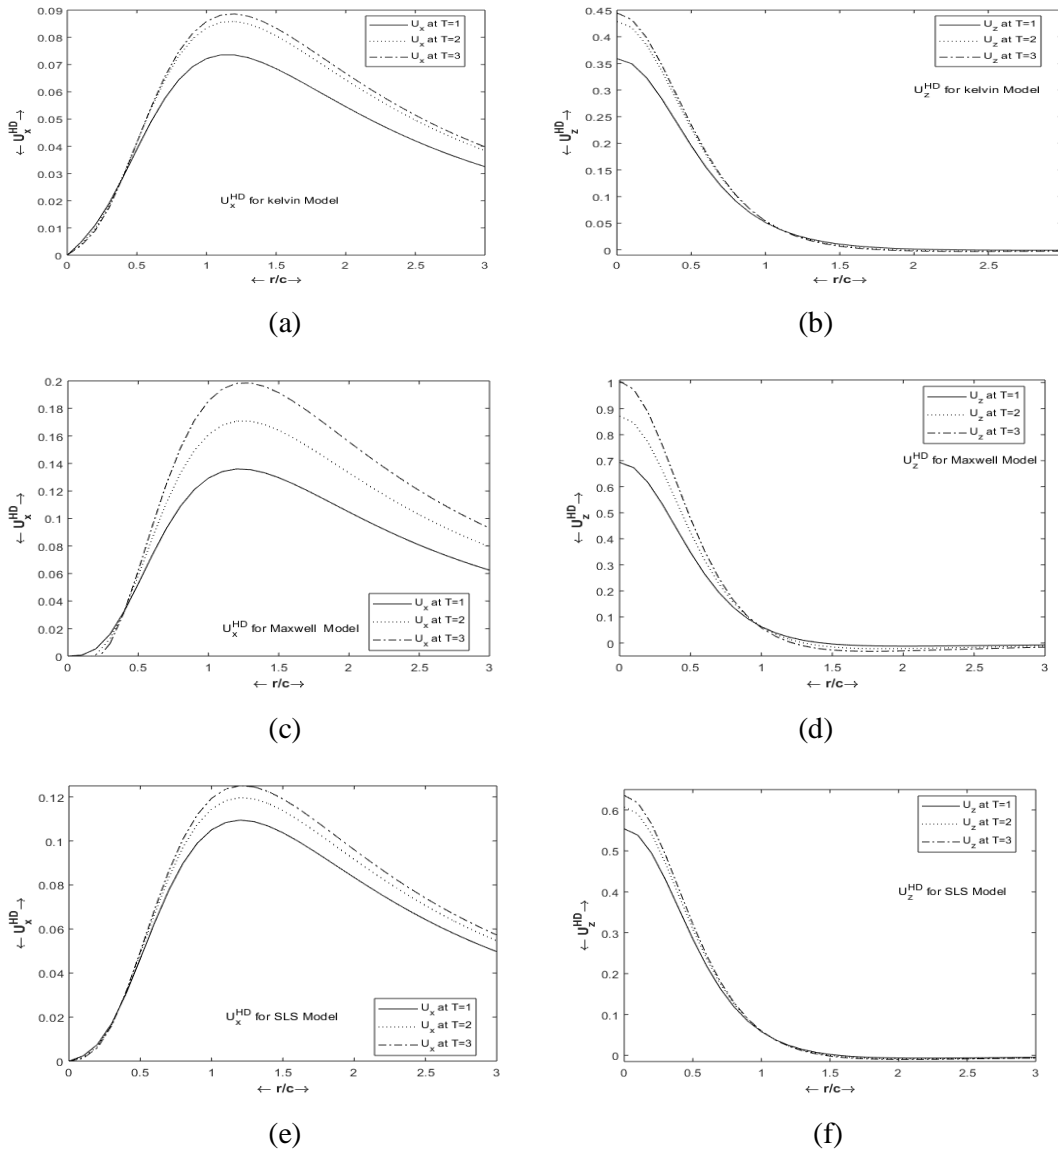 0.09
0.08
0.07
0.06
0.05
0.04
0.03
0.02
0.01
0
← U_x^HD →
U_x at T=1
U_x at T=2
U_x at T=3
U_x^HD for kelvin Model
0 0.5 1 1.5 2 2.5 3
← r/c →
(a)
0.45
0.4
0.35
0.3
0.25
0.2
0.15
0.1
0.05
0
← U_z^HD →
U_z at T=1
U_z at T=2
U_z at T=3
U_z^HD for kelvin Model
0 0.5 1 1.5 2 2.5
← r/c →
(b)
0.2
0.18
0.16
0.14
0.12
0.1
0.08
0.06
0.04
0.02
0
← U_x^HD →
U_x at T=1
U_x at T=2
U_x at T=3
U_x^HD for Maxwell Model
0 0.5 1 1.5 2 2.5 3
← r/c →
(c)
1
0.9
0.8
0.7
0.6
0.5
0.4
0.3
0.2
0.1
0
← U_z^HD →
U_z at T=1
U_z at T=2
U_z at T=3
U_z^HD for Maxwell Model
0 0.5 1 1.5 2 2.5 3
← r/c →
(d)
0.12
0.1
0.08
0.06
0.04
0.02
0
← U_x^HD →
U_x^HD for SLS Model
U_x at T=1
U_x at T=2
U_x at T=3
0 0.5 1 1.5 2 2.5 3
← r/c →
(e)
0.6
0.5
0.4
0.3
0.2
0.1
0
← U_z^HD →
U_z at T=1
U_z at T=2
U_z at T=3
U_z^HD for SLS Model
0 0.5 1 1.5 2 2.5 3
← r/c →
(f)